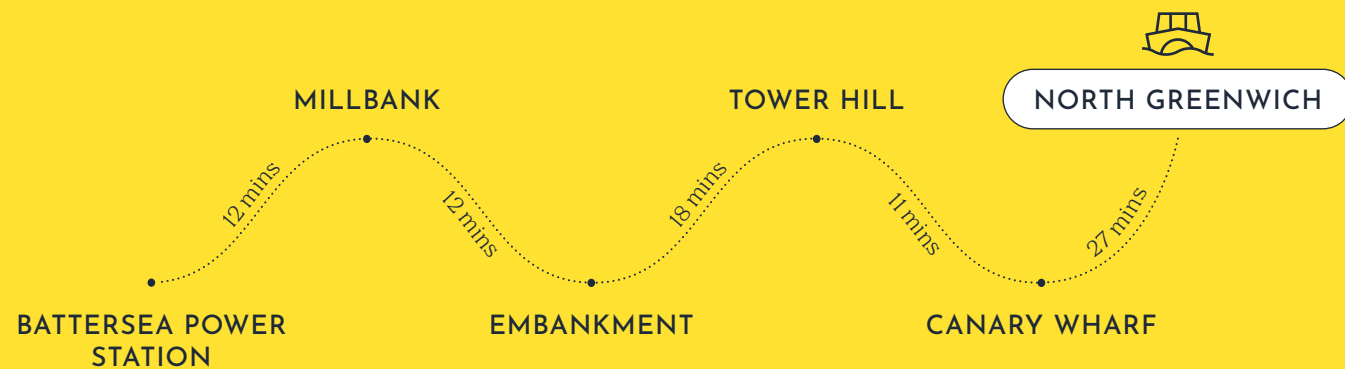 MILLBANK
TOWER HILL
NORTH GREENWICH
12 mins
12 mins
18 mins
11 mins
27 mins
BATTERSEA POWER
STATION
EMBANKMENT
CANARY WHARF